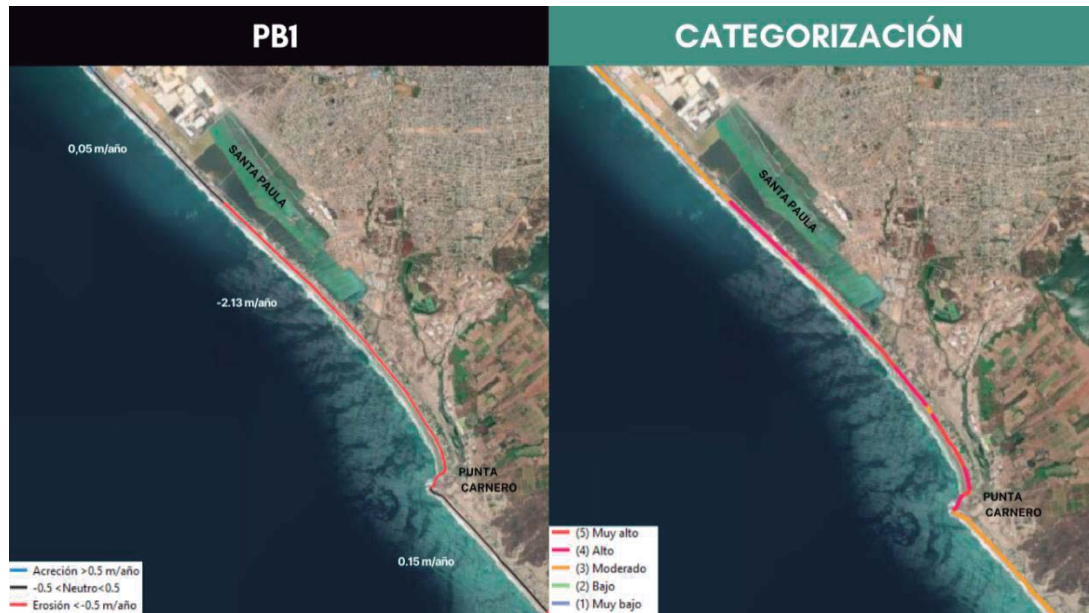 PB1
0,05 m/año
SANTA PAULA
-2.13 m/año
PUNTA
CARNERO
0.15 m/año
Acreción >0.5 m/año
-0.5 <Neutro<0.5
Erosión <-0.5 m/año
CATEGORIZACIÓN
SANTA PAULA
PUNTA
CARNERO
(5) Muy alto
(4) Alto
(3) Moderado
(2) Bajo
(1) Muy bajo